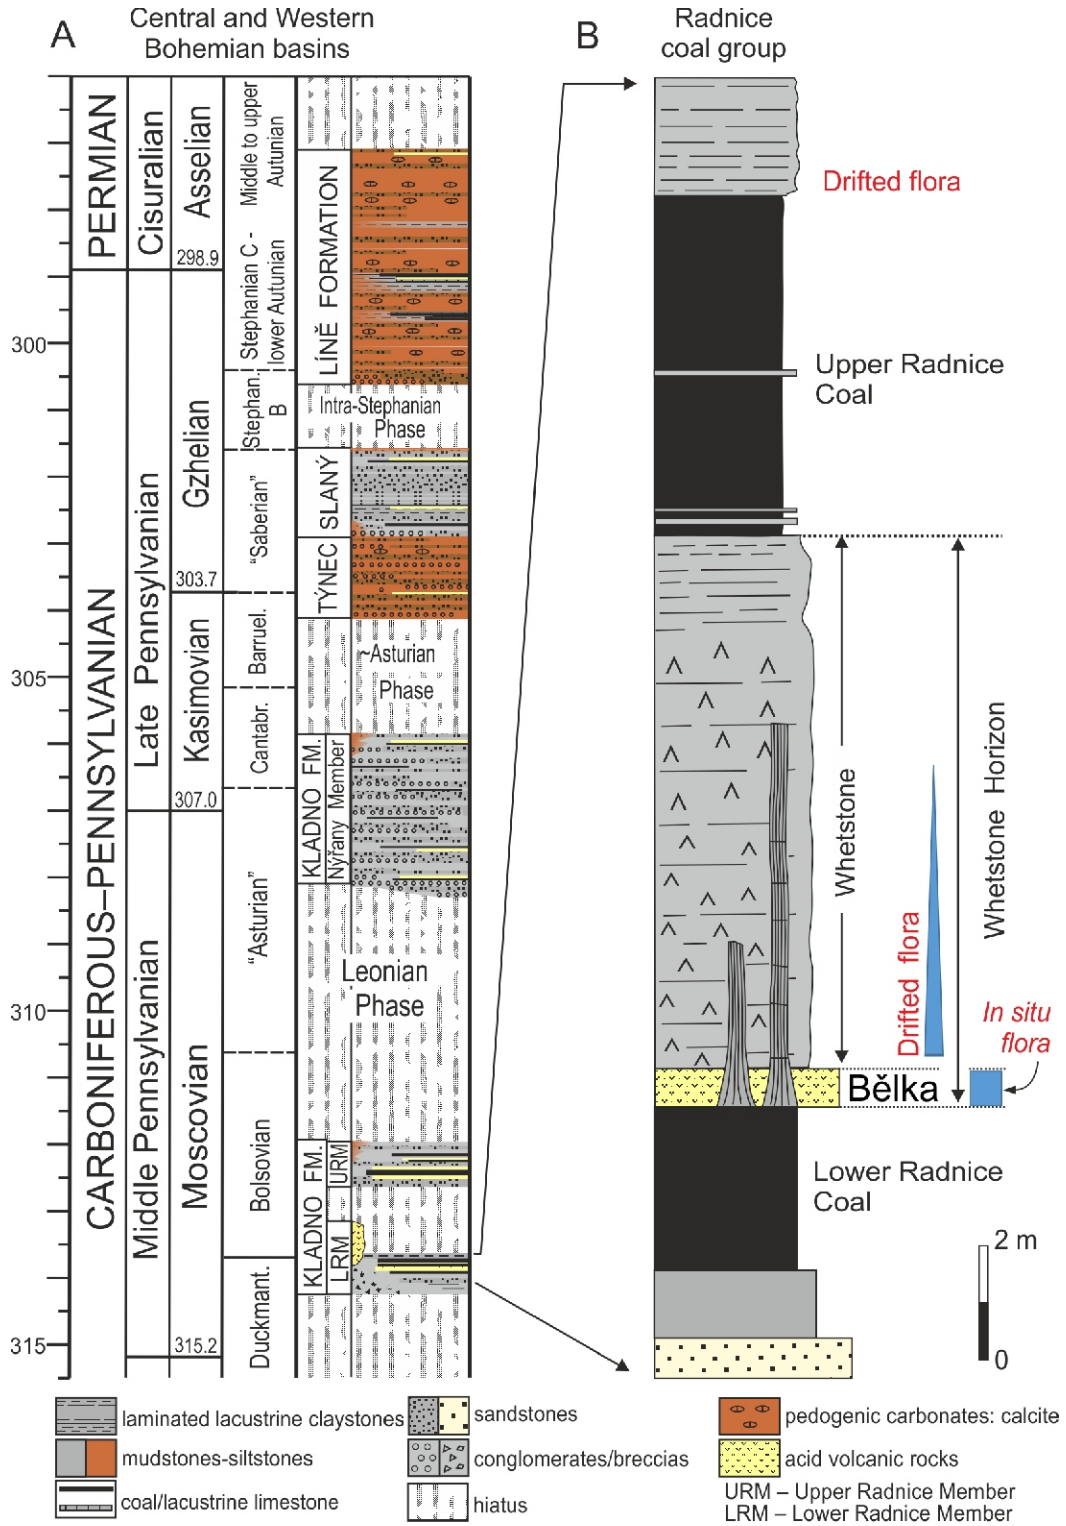 A
Central and Western
Bohemian basins
B
Radnice
coal group
PERMIAN
Cisuralian
Asselian
298.9
Middle to upper
Autunian
Stephanic C -
lower Autunian
LÍNĚ FORMATION
300
CARBONIFEROUS–PENNSYLVANIAN
Late Pennsylvanian
Gzhelian
303.7
Stephan.
B
Intra-Stephanian
Phase
"Saberian"
SLANÝ
TÝNEC
305
Kasimovian
307.0
Barruel.
Cantabr.
~Asturian
Phase
KLADNO FM.
Nýřany Member
"Asturian"
Leonian
Phase
310
Middle Pennsylvanian
Moscovian
315.2
Bolsovian
Duckmant.
KLADNO FM.
URM
LRM
315
Drifted flora
Upper Radnice
Coal
Whetstone
Whetstone Horizon
Drifted flora
In situ
flora
Bělka
Lower Radnice
Coal
2 m
0
laminated lacustrine claystones
mudstones-siltstones
coal/lacustrine limestone
sandstones
conglomerates/breccias
hiatus
pedogenic carbonates: calcite
acid volcanic rocks
URM – Upper Radnice Member
LRM – Lower Radnice Member